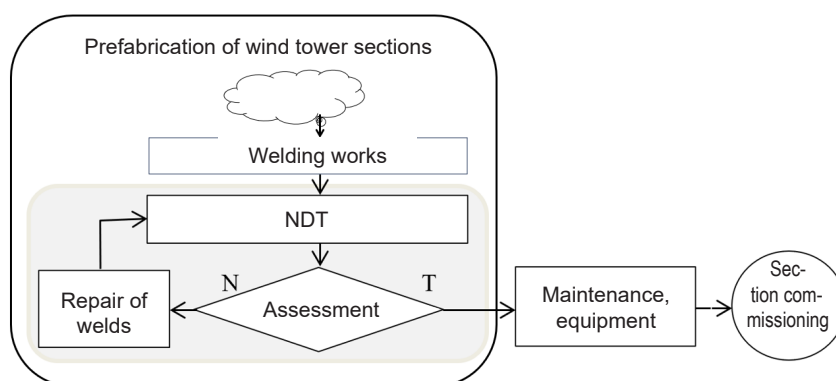 Prefabrication of wind tower sections
Welding works
NDT
N
T
Repair of
welds
Assessment
Maintenance,
equipment
Sec-
tion com-
missioning